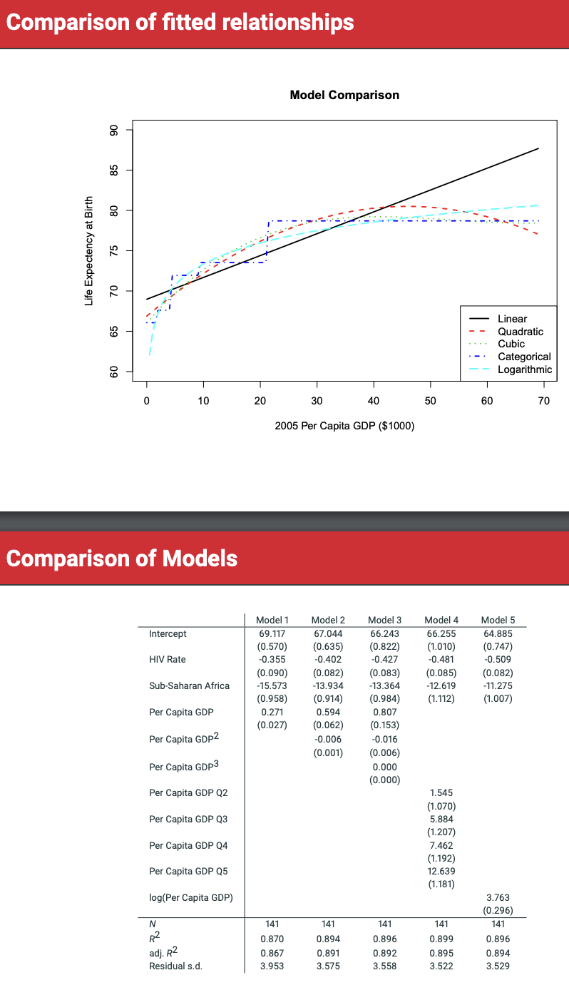 Comparison of fitted relationships
Model Comparison
Life Expectency at Birth
90
85
80
75
70
65
60
Linear
Quadratic
Cubic
Categorical
Logarithmic
0 10 20 30 40 50 60 70
2005 Per Capita GDP ($1000)
Comparison of Models
Model 1 Model 2 Model 3 Model 4 Model 5
Intercept 69.117 67.044 66.243 66.255 64.885
(0.570) (0.635) (0.822) (1.010) (0.747)
HIV Rate -0.355 -0.402 -0.427 -0.481 -0.509
(0.090) (0.082) (0.083) (0.085) (0.082)
Sub-Saharan Africa -15.573 -13.934 -13.364 -12.619 -11.275
(0.958) (0.914) (0.984) (1.112) (1.007)
Per Capita GDP 0.271 0.594 0.807
(0.027) (0.062) (0.153)
Per Capita GDP² -0.006 -0.016
(0.001) (0.006)
Per Capita GDP³ 0.000
(0.000)
Per Capita GDP Q2 1.545
(1.070)
Per Capita GDP Q3 5.884
(1.207)
Per Capita GDP Q4 7.462
(1.192)
Per Capita GDP Q5 12.639
(1.181)
log(Per Capita GDP) 3.763
(0.296)
N 141 141 141 141 141
R² 0.870 0.894 0.896 0.899 0.896
adj. R² 0.867 0.891 0.892 0.895 0.894
Residual s.d. 3.953 3.575 3.558 3.522 3.529